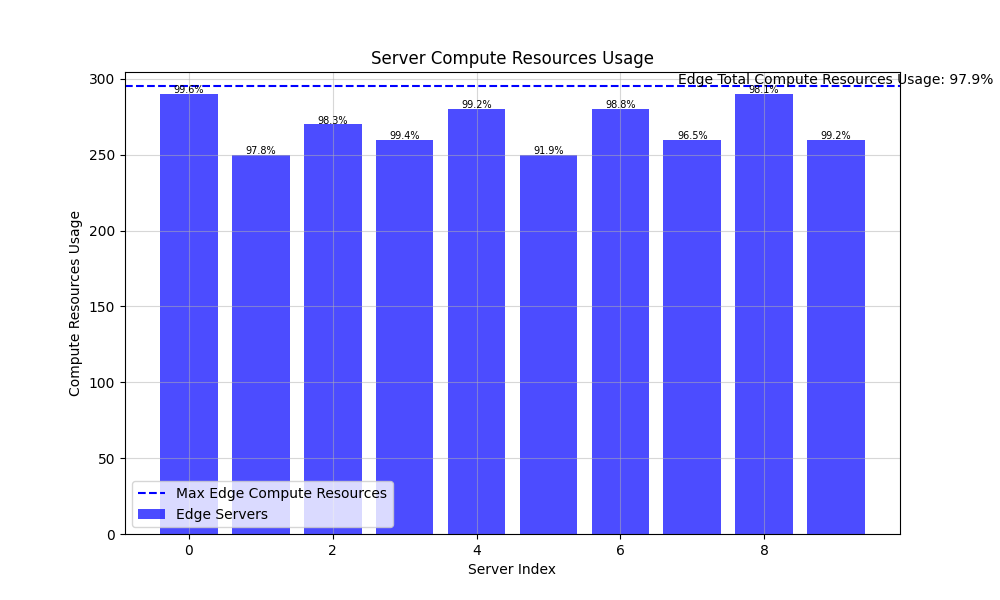 Server Compute Resources Usage
Edge Total Compute Resources Usage: 97.9%
300
250
200
150
100
50
0
Compute Resources Usage
99.6%
97.8%
98.3%
99.4%
99.2%
91.9%
98.8%
96.5%
98.1%
99.2%
Max Edge Compute Resources
Edge Servers
0 2 4 6 8
Server Index